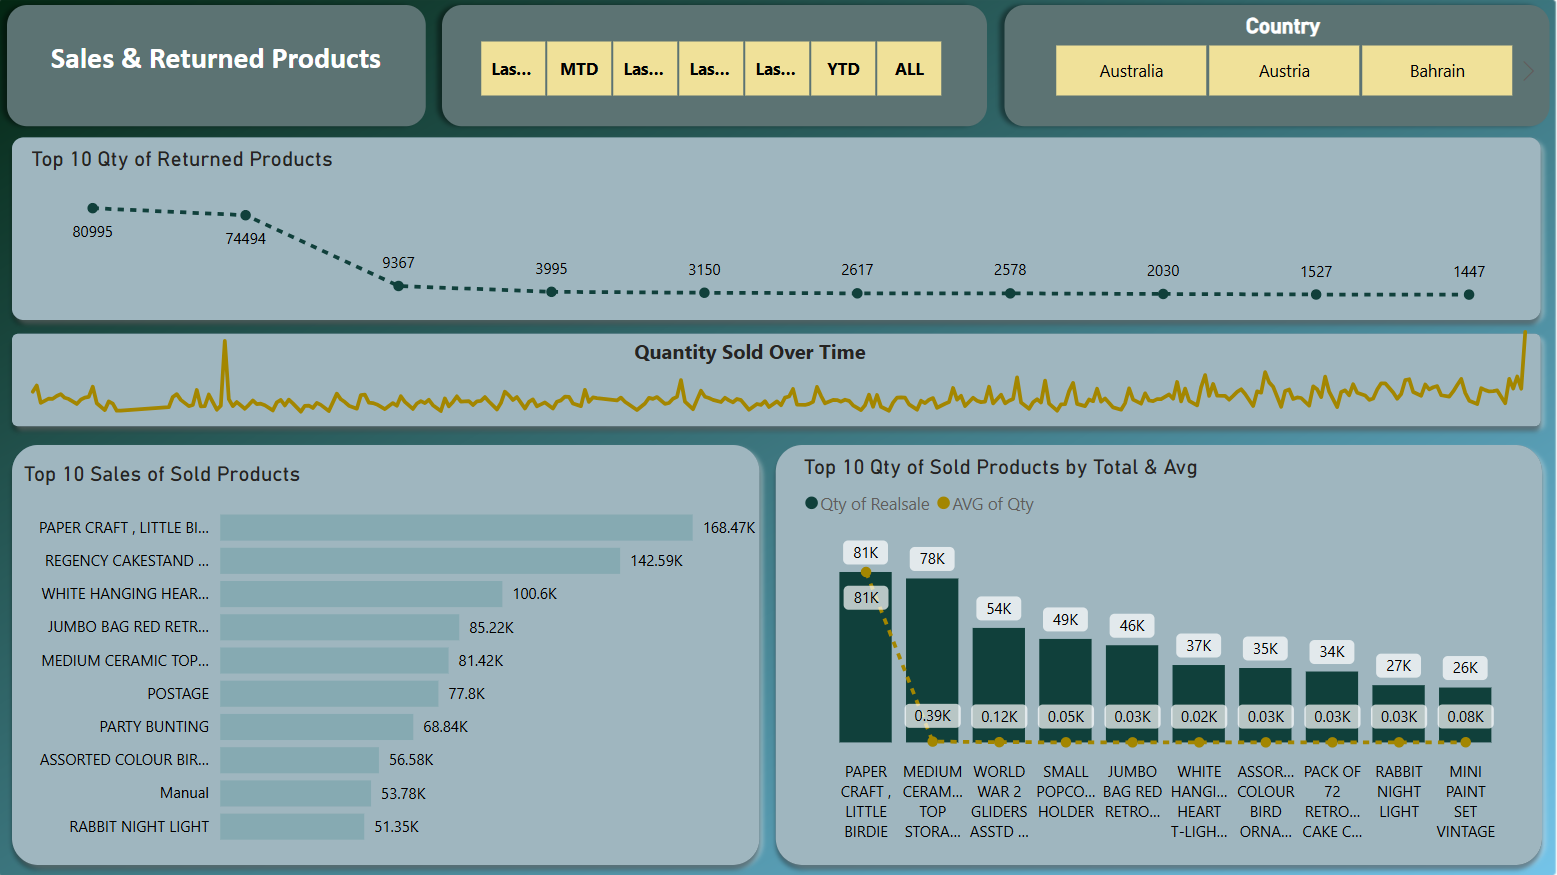 Sales & Returned Products
Las... MTD Las... Las... Las... YTD ALL
Country
Australia Austria Bahrain
Top 10 Qty of Returned Products
80995 74494 9367 3995 3150 2617 2578 2030 1527 1447
Quantity Sold Over Time
Top 10 Sales of Sold Products
PAPER CRAFT , LITTLE BI... 168.47K
REGENCY CAKESTAND ... 142.59K
WHITE HANGING HEAR... 100.6K
JUMBO BAG RED RETR... 85.22K
MEDIUM CERAMIC TOP... 81.42K
POSTAGE 77.8K
PARTY BUNTING 68.84K
ASSORTED COLOUR BIR... 56.58K
Manual 53.78K
RABBIT NIGHT LIGHT 51.35K
Top 10 Qty of Sold Products by Total & Avg
Qty of Realsale AVG of Qty
81K 78K 54K 49K 46K 37K 35K 34K 27K 26K
81K 0.39K 0.12K 0.05K 0.03K 0.02K 0.03K 0.03K 0.03K 0.08K
PAPER MEDIUM WORLD SMALL JUMBO WHITE ASSOR... PACK OF RABBIT MINI
CRAFT , CERAM... WAR 2 POPCO... BAG RED HANGI... COLOUR 72 NIGHT PAINT
LITTLE TOP GLIDERS HOLDER RETRO... HEART BIRD RETRO... LIGHT SET
BIRDIE STORA... ASSTD ... T-LIGH... ORNA... CAKE C... VINTAGE